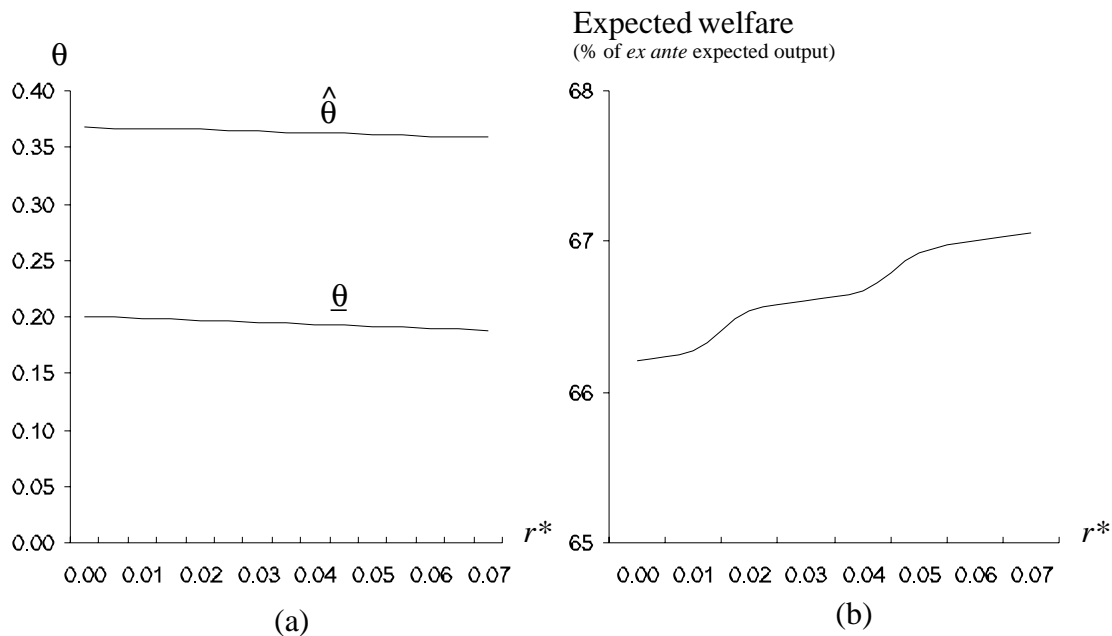 θ
0.40
0.35
0.30
0.25
0.20
0.15
0.10
0.05
0.00
θ̂
θ̲
r*
0.00 0.01 0.02 0.03 0.04 0.05 0.06 0.07
(a)
Expected welfare
(% of ex ante expected output)
68
67
66
65
r*
0.00 0.01 0.02 0.03 0.04 0.05 0.06 0.07
(b)